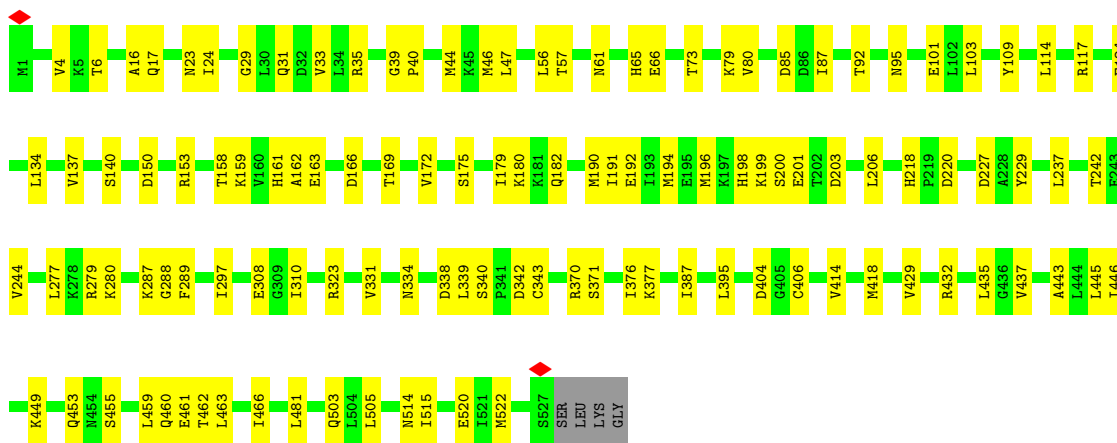 M1 V4 K5 T6 A16 Q17 N23 I24 G29 L30 Q31 D32 V33 L34 R35 G39 P40 M44 K45 M46 L47 L56 T57 N61 H65 E66 T73 K79 V80 D85 D86 I87 T92 N95 E101 L102 L103 Y109 L114 R117
L134 V137 S140 D150 R153 T158 K159 V160 H161 A162 E163 D166 T169 V172 S175 I179 K180 K181 Q182 M190 I191 E192 I193 M194 E195 M196 K197 H198 K199 S200 E201 T202 D203 L206 H218 P219 D220 D227 A228 Y229 L237 T242 F243
V244 L277 K278 R279 K280 K287 G288 F289 I297 E308 G309 I310 R323 V331 N334 D338 L339 S340 P341 D342 C343 R370 S371 I376 K377 I387 L395 D404 G405 C406 V414 M418 V429 R432 L435 G436 V437 A443 L444 L445 I446
K449 Q453 N454 S455 L459 Q460 E461 T462 L463 I466 L481 Q503 L504 L505 N514 I515 E520 I521 M522 S527 SER LEU LYS GLY